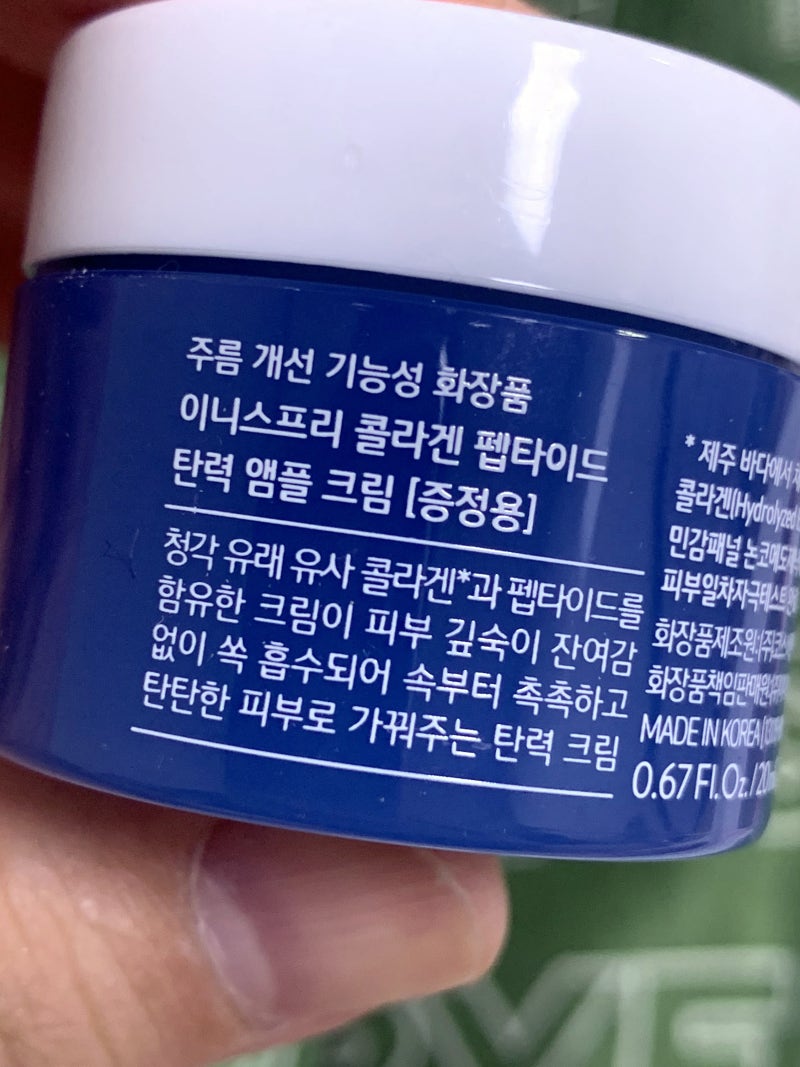 주름 개선 기능성 화장품
이니스프리 콜라겐 펩타이드
탄력 앰플 크림 [증정용]
청각 유래 유사 콜라겐*과 펩타이드를
함유한 크림이 피부 깊숙이 잔여감
없이 쏙 흡수되어 속부터 촉촉하고
탄탄한 피부로 가꿔주는 탄력 크림
* 제주 바다에서
콜라겐(Hydrolyzed
민감패널
피부일차자극테스트
화장품제조원:
화장품책임판매원:
MADE IN KOREA
0.67 Fl.Oz. /